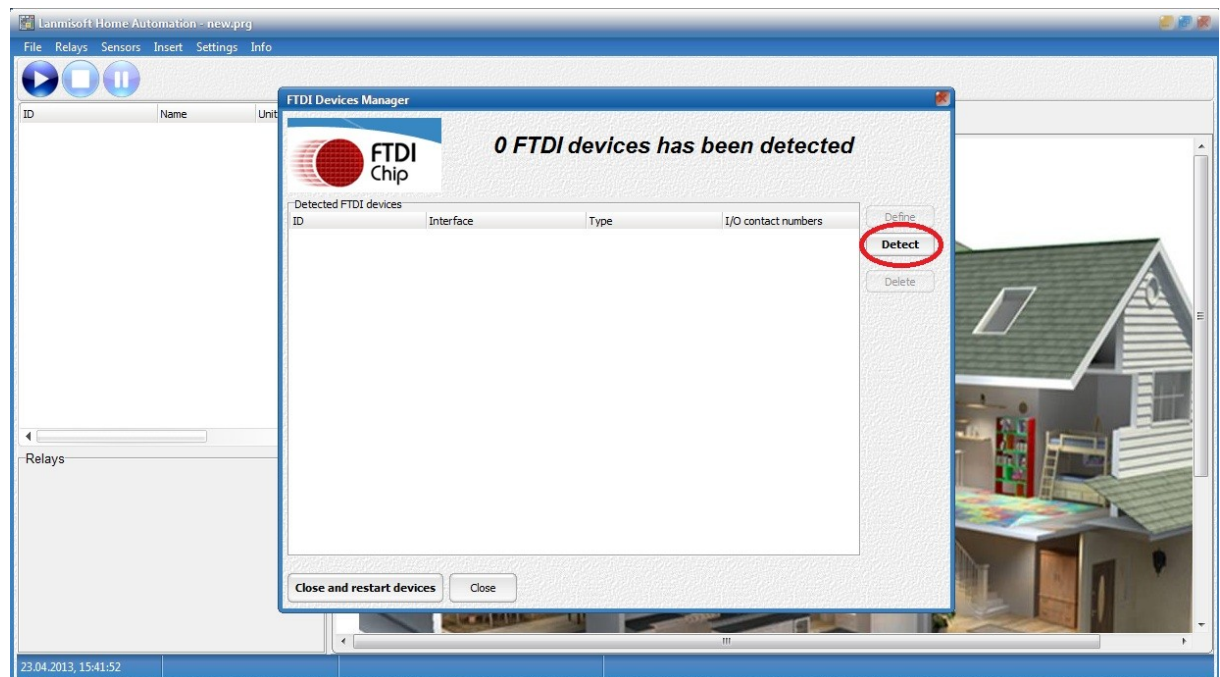 Lanmisoft Home Automation - new.prg
File Relays Sensors Insert Settings Info
ID Name Unit
FTDI Devices Manager
FTDI
Chip
0 FTDI devices has been detected
Detected FTDI devices
ID Interface Type I/O contact numbers
Define
Detect
Delete
Relays
Close and restart devices Close
23.04.2013, 15:41:52